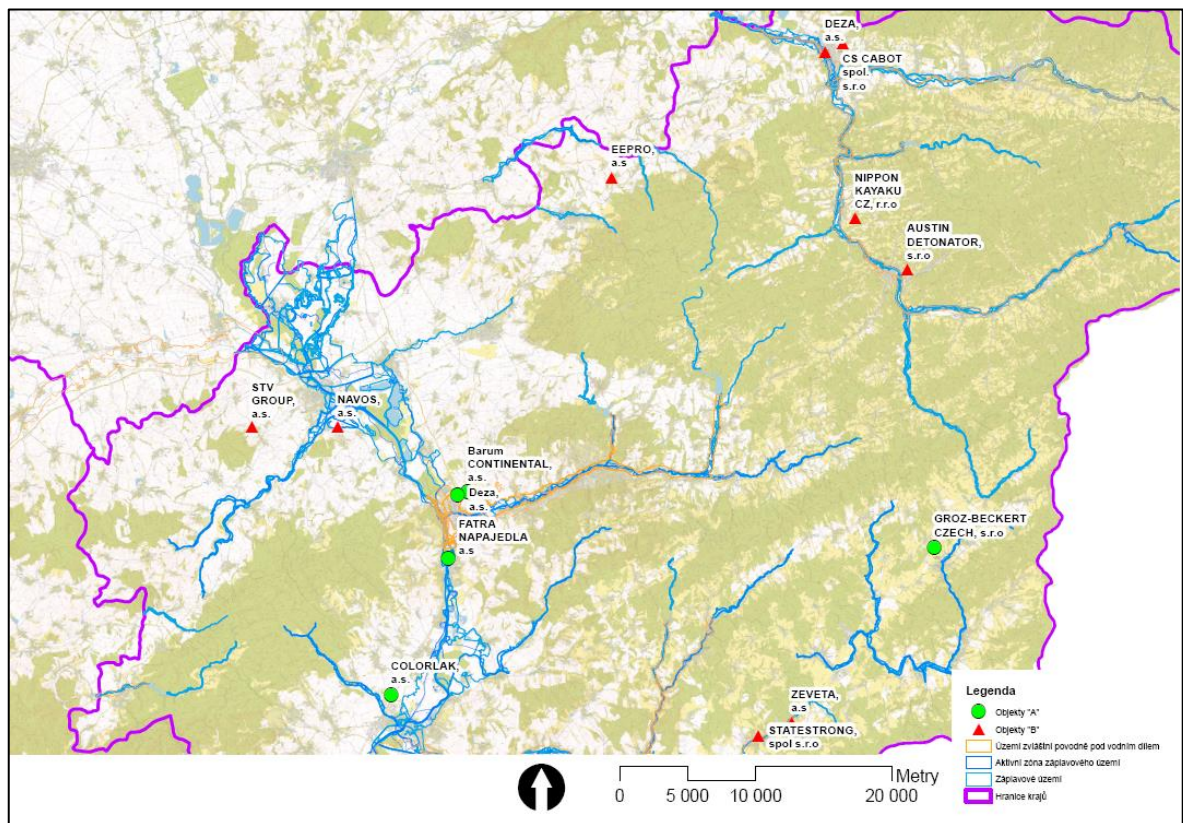 DEZA,
a.s.
CS CABOT
spol.
s.r.o
EEPRO,
a.s
NIPPON
KAYAKU
CZ, r.r.o
AUSTIN
DETONATOR,
s.r.o
STV
GROUP,
a.s.
NAVOS,
a.s.
Barum
CONTINENTAL,
a.s.
Deza,
a.s.
FATRA
NAPAJEDLA
a.s
GROZ-BECKERT
CZECH, s.r.o
COLORLAK,
a.s.
ZEVETA,
a.s
STATESTRONG,
spol s.r.o
Legenda
Objekty "A"
Objekty "B"
Území zvláštní povodně pod vodním dílem
Aktivní zóna záplavového území
Záplavové území
Hranice krajů
Metry
0 5 000 10 000 20 000